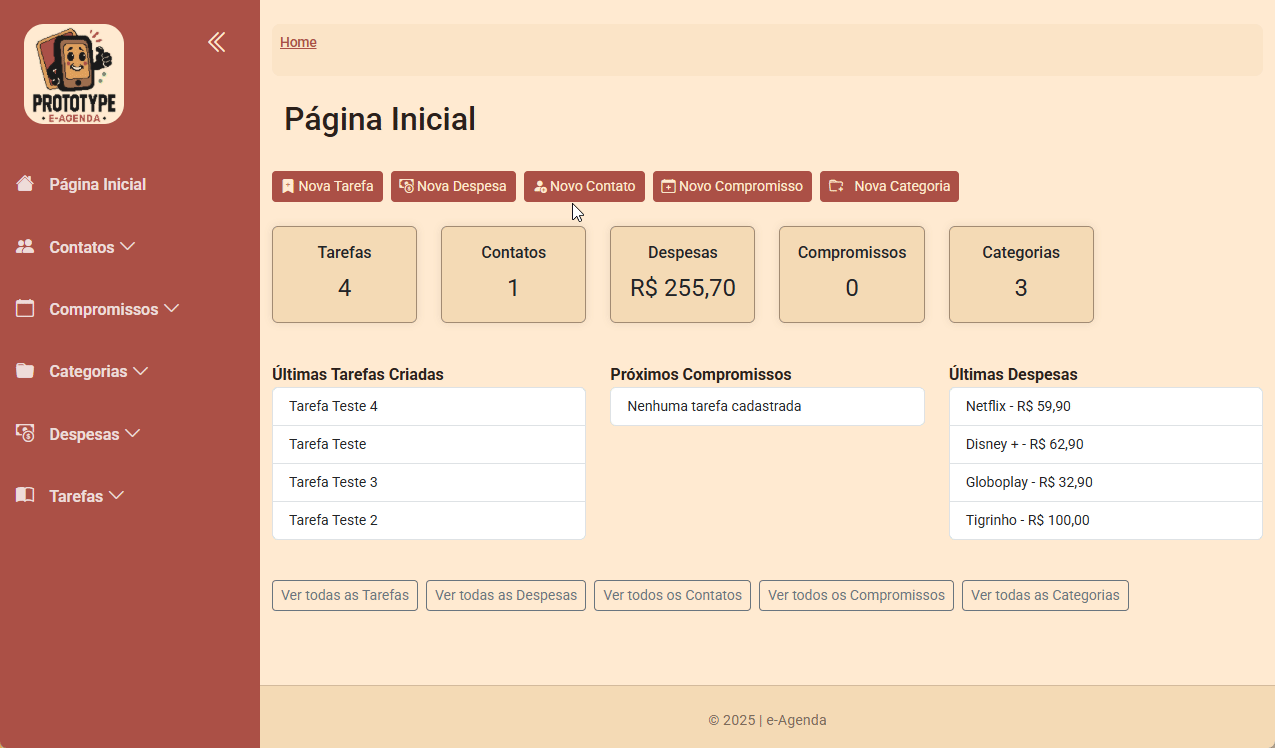 PROTOTYPE
• E-AGENDA •
Página Inicial
Contatos
Compromissos
Categorias
Despesas
Tarefas
Home
Página Inicial
Nova Tarefa Nova Despesa Novo Contato Novo Compromisso Nova Categoria
Tarefas Contatos Despesas Compromissos Categorias
4 1 R$ 255,70 0 3
Últimas Tarefas Criadas
Tarefa Teste 4
Tarefa Teste
Tarefa Teste 3
Tarefa Teste 2
Próximos Compromissos
Nenhuma tarefa cadastrada
Últimas Despesas
Netflix - R$ 59,90
Disney + - R$ 62,90
Globoplay - R$ 32,90
Tigrinho - R$ 100,00
Ver todas as Tarefas Ver todas as Despesas Ver todos os Contatos Ver todos os Compromissos Ver todas as Categorias
© 2025 | e-Agenda